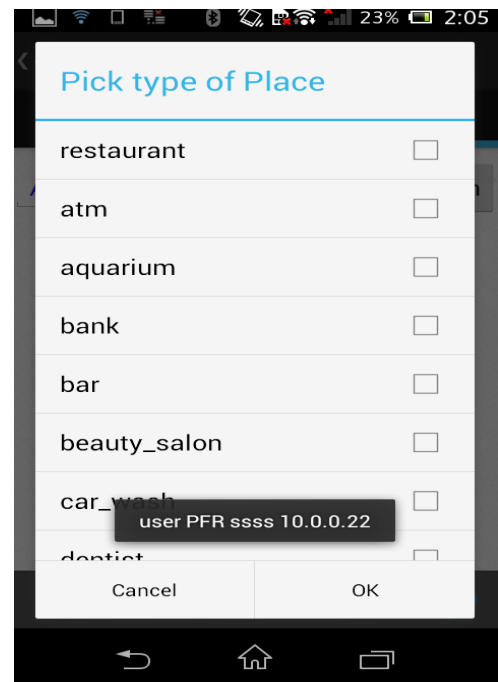 23% 2:05
Pick type of Place
restaurant
atm
aquarium
bank
bar
beauty_salon
car_wash
user PFR ssss 10.0.0.22
dentist
Cancel OK